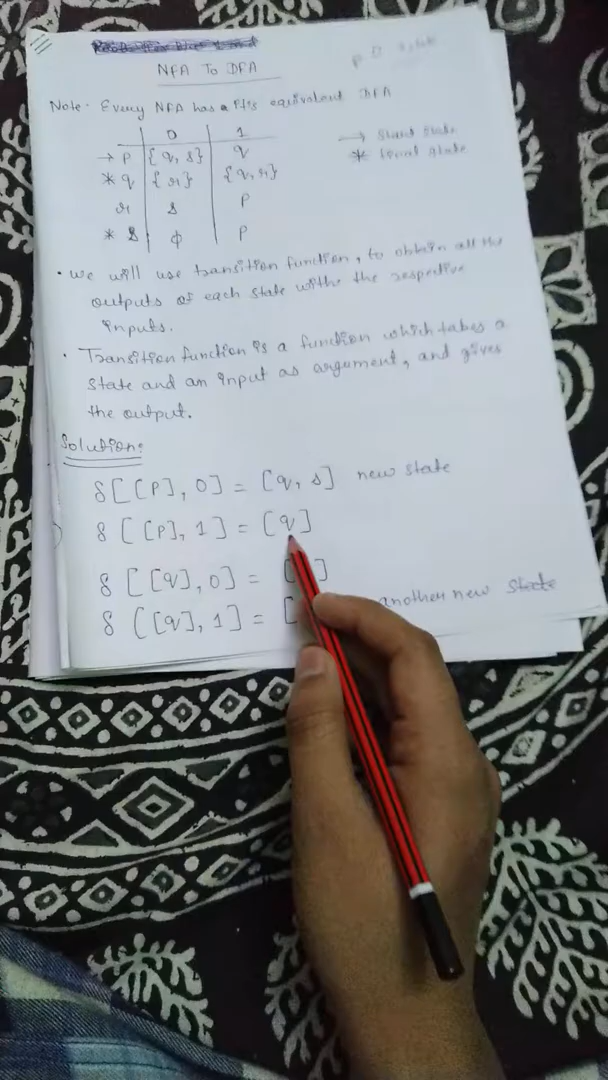 NFA TO DFA
Note- Every NFA has a its equivalent DFA
0 1
→ P {q, s} q
* q {r} {q, r}
r s P
* s φ P
→ Start state
* Final state
• We will use transition function, to obtain all the
outputs of each state withe the respective
inputs.
• Transition function is a function which takes a
state and an input as argument, and gives
the output.
Solution:
δ[[P], 0] = [q, s] new state
δ[[P], 1] = [q]
δ[[q], 0] = [ ]
δ([q], 1] = [ another new state